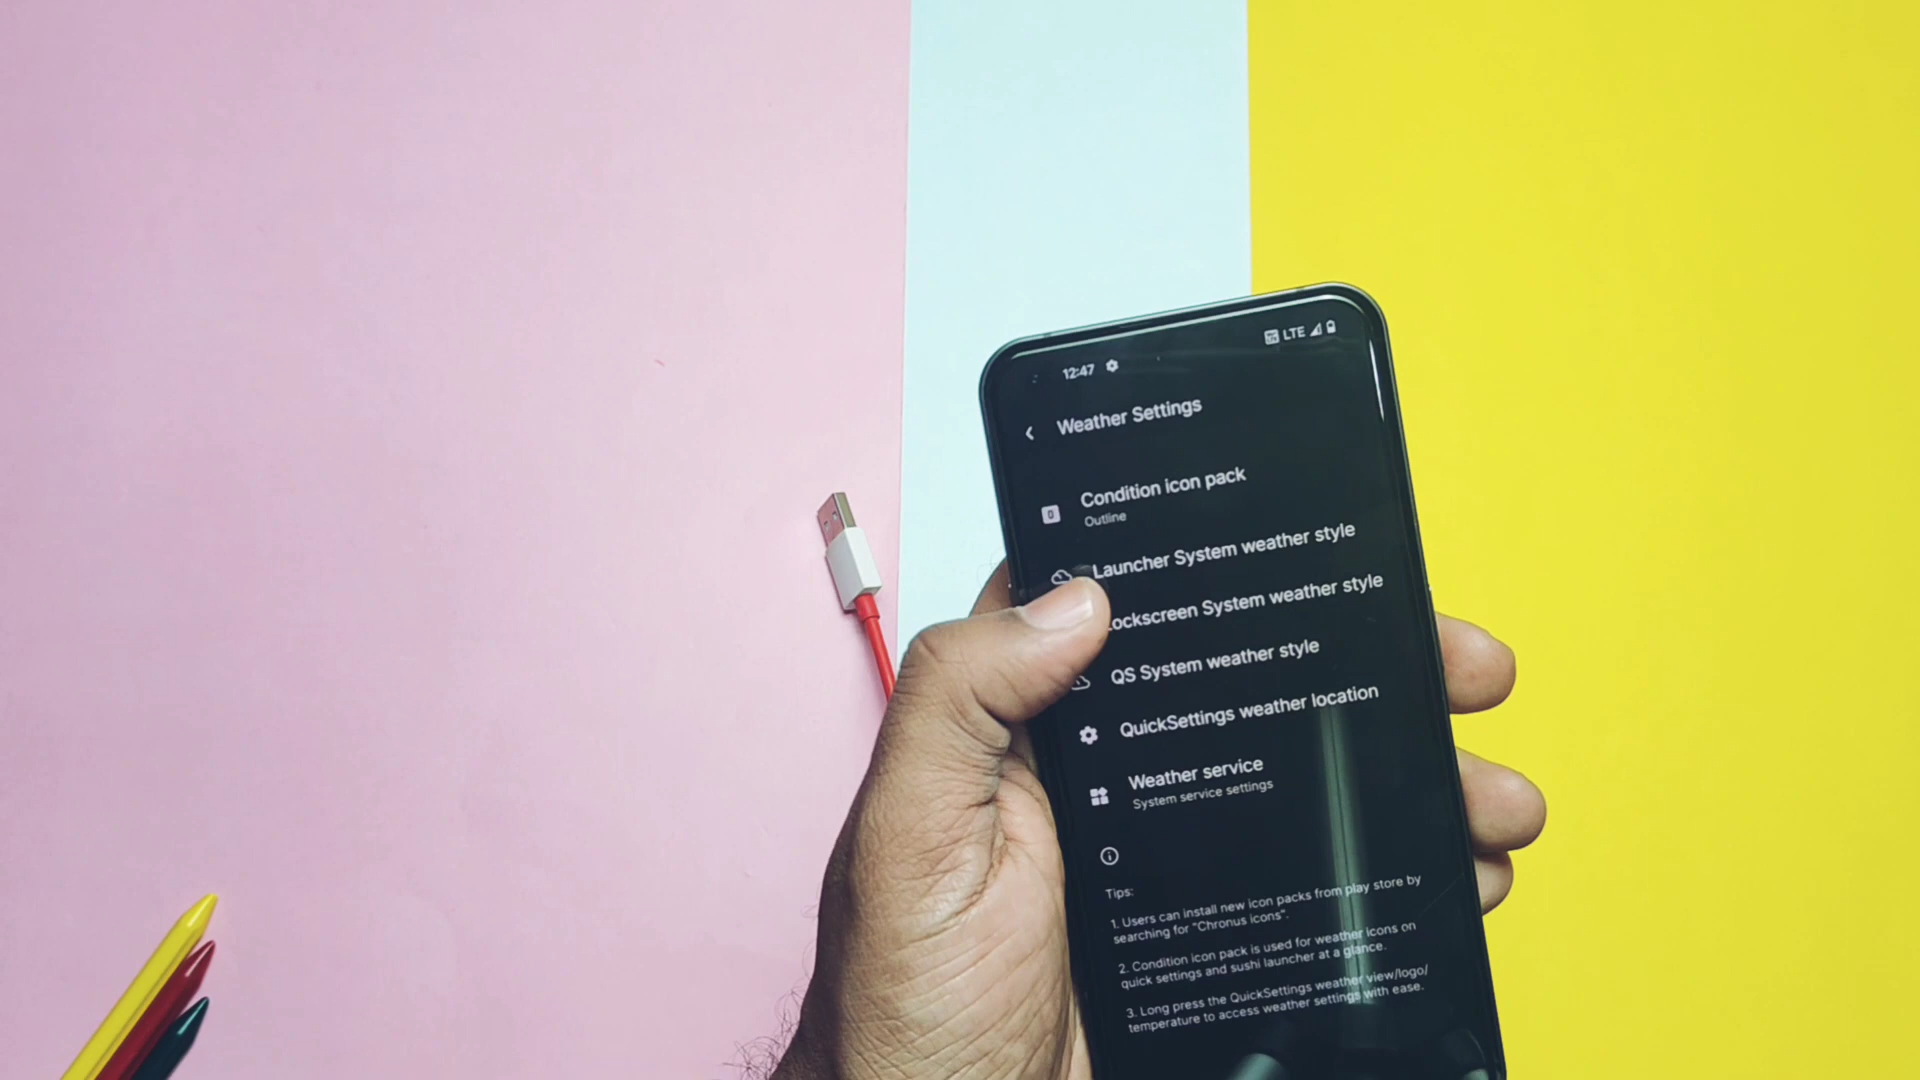 12:47
LTE
Weather Settings
Condition icon pack
Outline
Launcher System weather style
ockscreen System weather style
QS System weather style
QuickSettings weather location
Weather service
System service settings
Tips:
1. Users can install new icon packs from play store by
searching for "Chronus icons".
2. Condition icon pack is used for weather icons on
quick settings and sushi launcher at a glance.
3. Long press the QuickSettings weather view/logo/
temperature to access weather settings with ease.